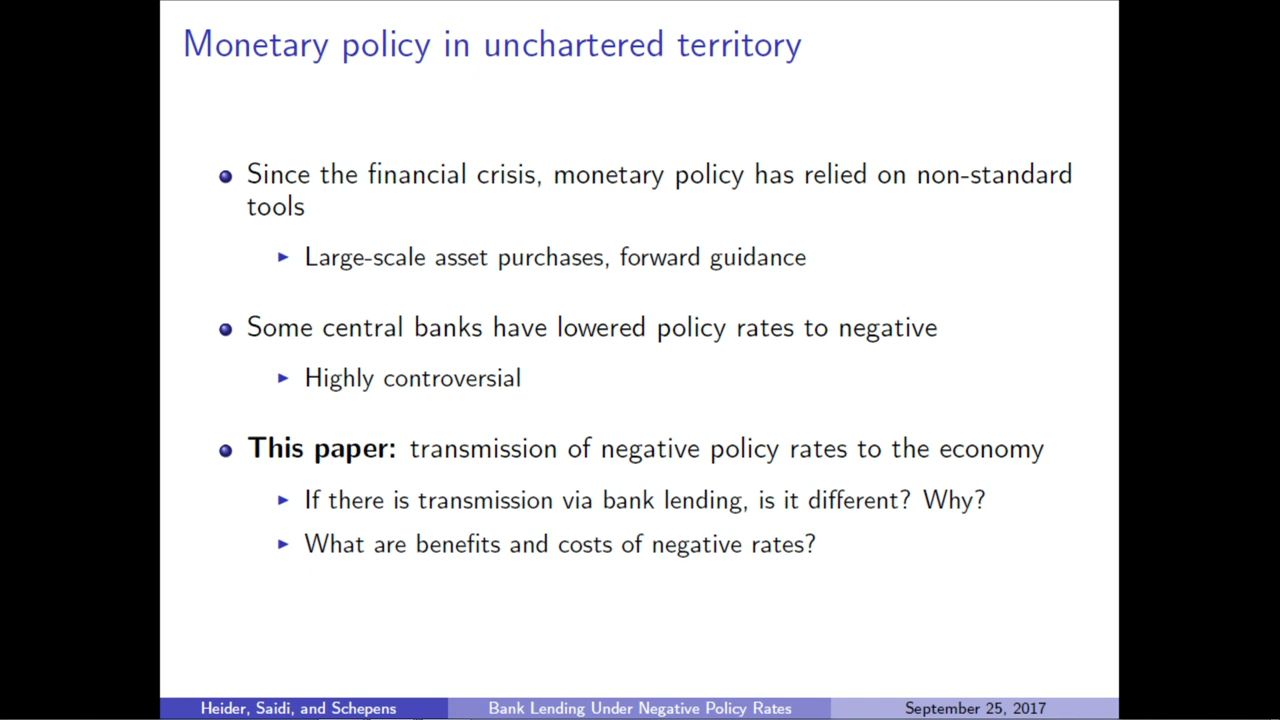 Monetary policy in unchartered territory
Since the financial crisis, monetary policy has relied on non-standard
tools
Large-scale asset purchases, forward guidance
Some central banks have lowered policy rates to negative
Highly controversial
This paper: transmission of negative policy rates to the economy
If there is transmission via bank lending, is it different? Why?
What are benefits and costs of negative rates?
Heider, Saidi, and Schepens
Bank Lending Under Negative Policy Rates
September 25, 2017